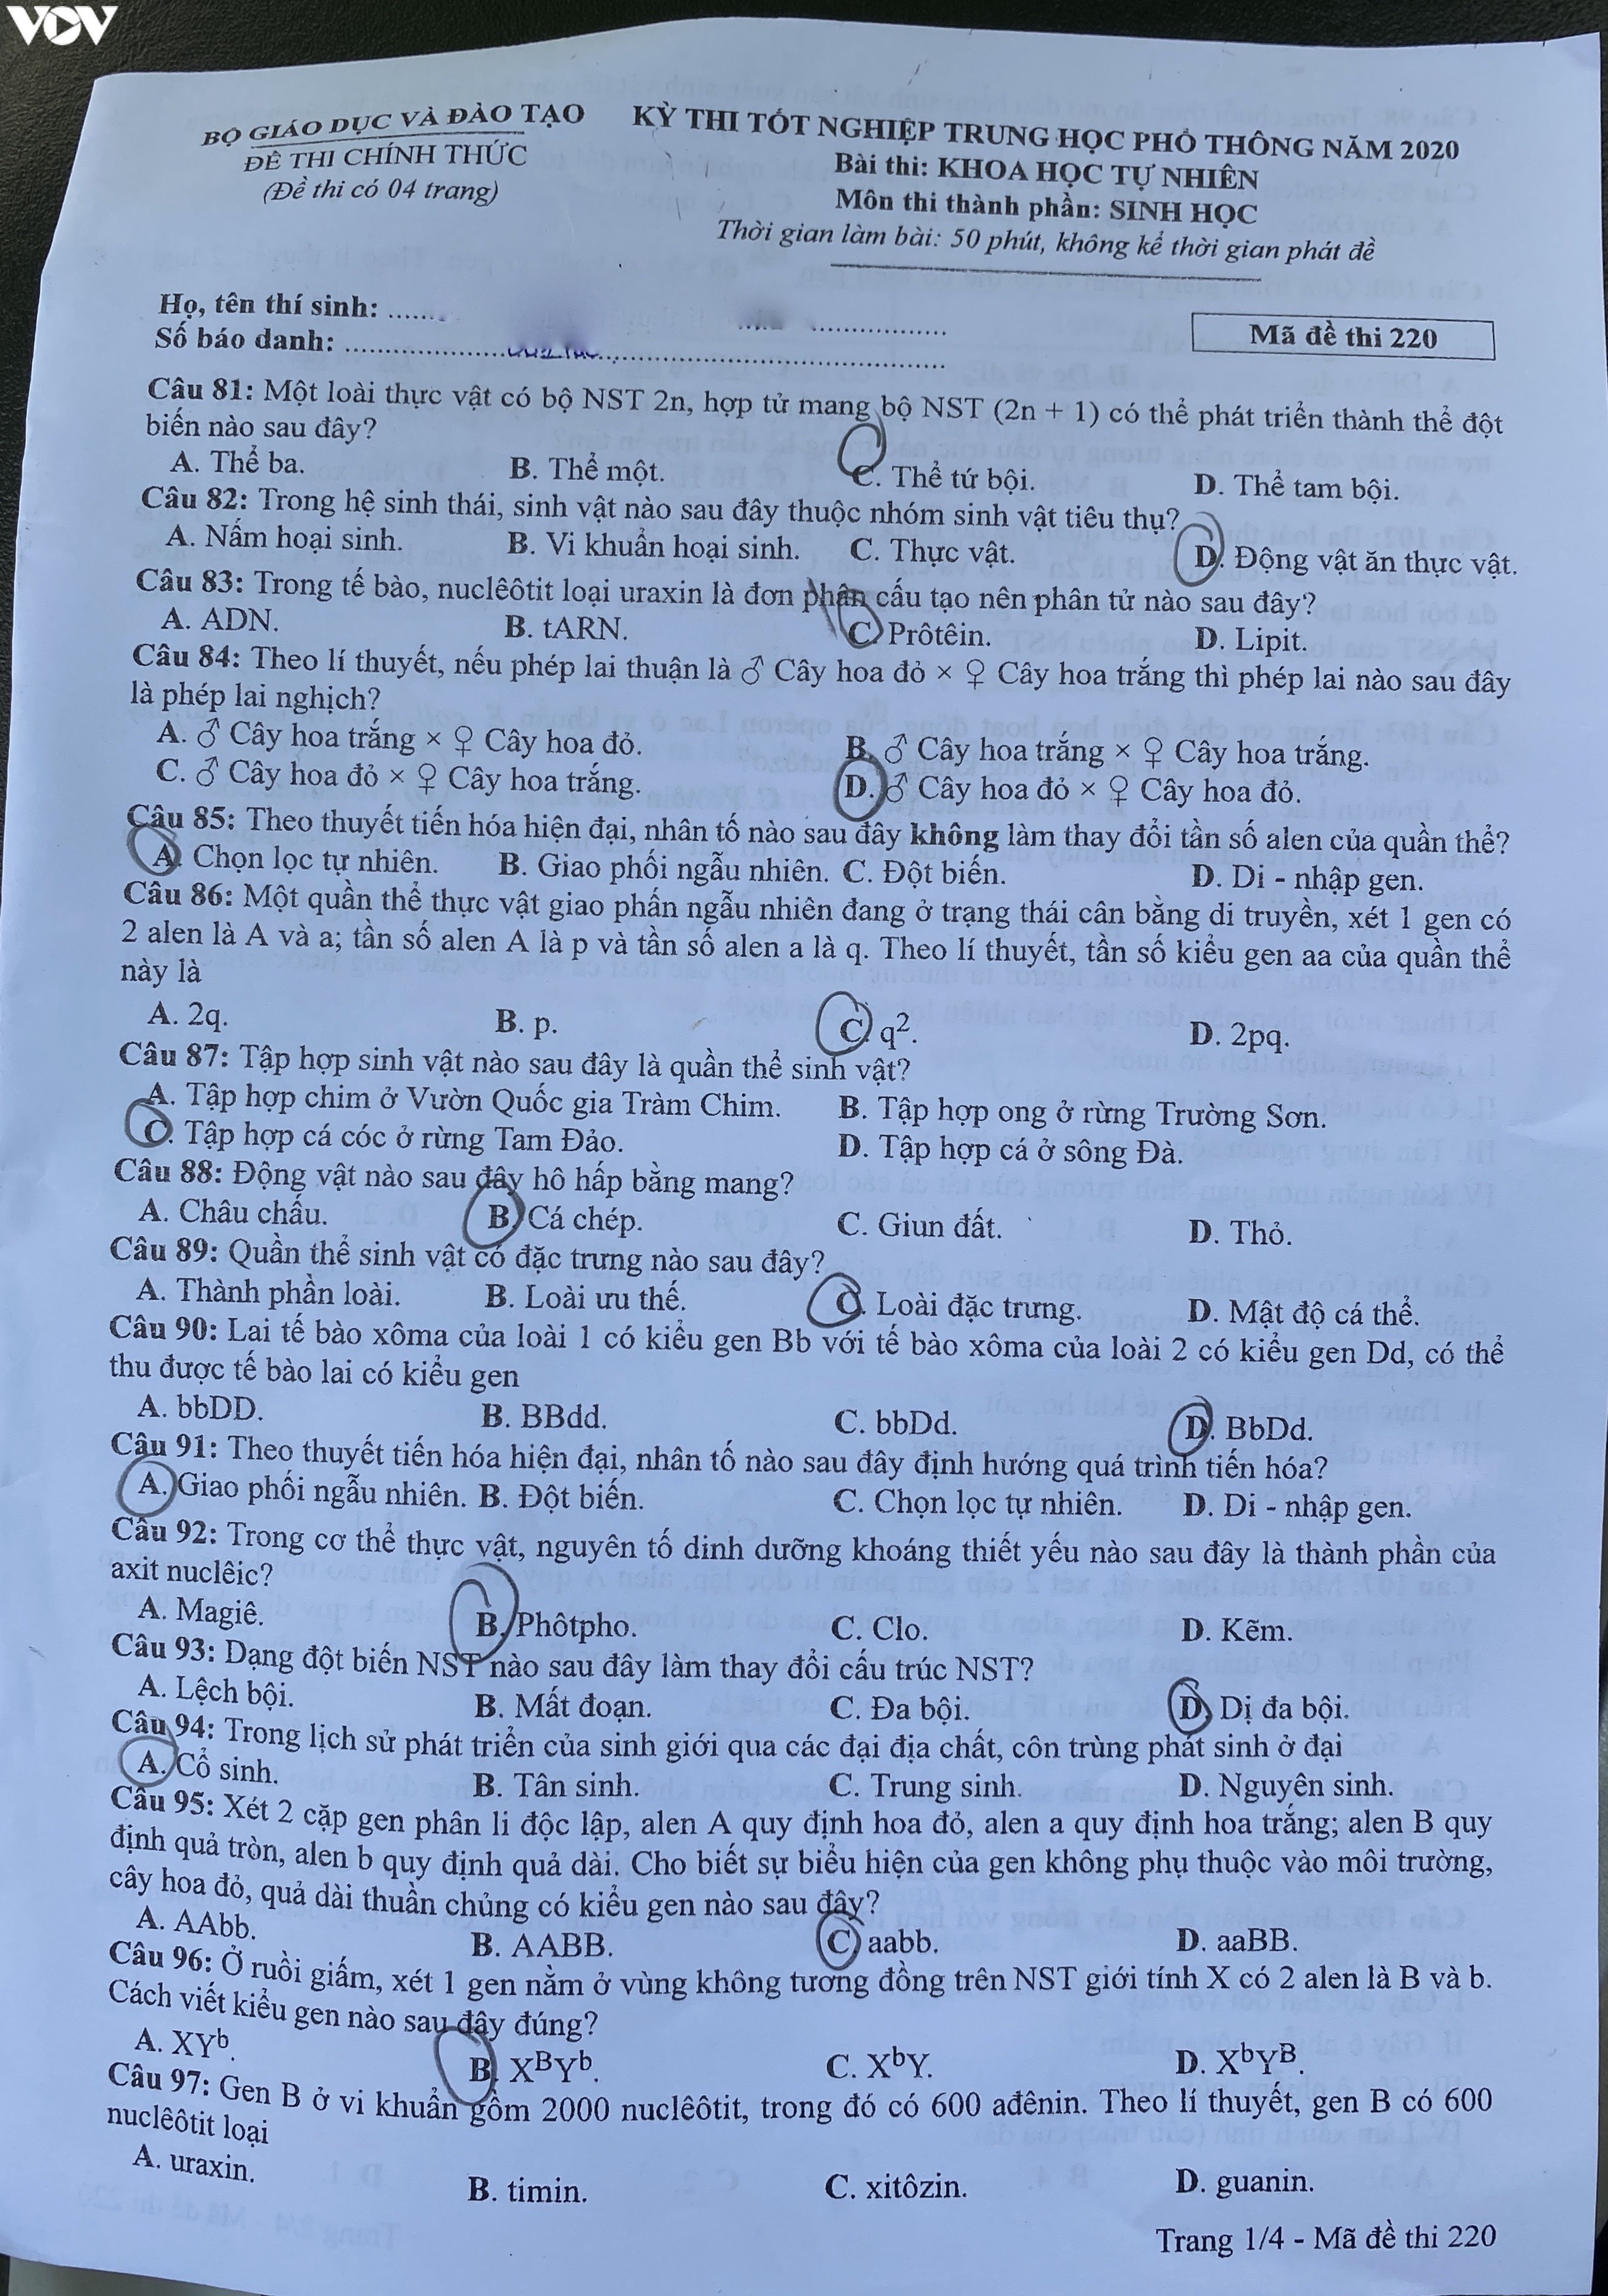 VOV
BỘ GIÁO DỤC VÀ ĐÀO TẠO
ĐỀ THI CHÍNH THỨC
(Đề thi có 04 trang)
KỲ THI TỐT NGHIỆP TRUNG HỌC PHỔ THÔNG NĂM 2020
Bài thi: KHOA HỌC TỰ NHIÊN
Môn thi thành phần: SINH HỌC
Thời gian làm bài: 50 phút, không kể thời gian phát đề
Họ, tên thí sinh:
Số báo danh:
Mã đề thi 220
Câu 81: Một loài thực vật có bộ NST 2n, hợp tử mang bộ NST (2n + 1) có thể phát triển thành thể đột
biến nào sau đây?
A. Thể ba. B. Thể một. C. Thể tứ bội. D. Thể tam bội.
Câu 82: Trong hệ sinh thái, sinh vật nào sau đây thuộc nhóm sinh vật tiêu thụ?
A. Nấm hoại sinh. B. Vi khuẩn hoại sinh. C. Thực vật. D. Động vật ăn thực vật.
Câu 83: Trong tế bào, nuclêôtit loại uraxin là đơn phân cấu tạo nên phân tử nào sau đây?
A. ADN. B. tARN. C. Prôtêin. D. Lipit.
Câu 84: Theo lí thuyết, nếu phép lai thuận là ♂ Cây hoa đỏ × ♀ Cây hoa trắng thì phép lai nào sau đây
là phép lai nghịch?
A. ♂ Cây hoa trắng × ♀ Cây hoa đỏ. B. ♂ Cây hoa trắng × ♀ Cây hoa trắng.
C. ♂ Cây hoa đỏ × ♀ Cây hoa trắng. D. ♂ Cây hoa đỏ × ♀ Cây hoa đỏ.
Câu 85: Theo thuyết tiến hóa hiện đại, nhân tố nào sau đây không làm thay đổi tần số alen của quần thể?
A. Chọn lọc tự nhiên. B. Giao phối ngẫu nhiên. C. Đột biến. D. Di - nhập gen.
Câu 86: Một quần thể thực vật giao phấn ngẫu nhiên đang ở trạng thái cân bằng di truyền, xét 1 gen có
2 alen là A và a; tần số alen A là p và tần số alen a là q. Theo lí thuyết, tần số kiểu gen aa của quần thể
này là
A. 2q. B. p. C. q². D. 2pq.
Câu 87: Tập hợp sinh vật nào sau đây là quần thể sinh vật?
A. Tập hợp chim ở Vườn Quốc gia Tràm Chim. B. Tập hợp ong ở rừng Trường Sơn.
C. Tập hợp cá cóc ở rừng Tam Đảo. D. Tập hợp cá ở sông Đà.
Câu 88: Động vật nào sau đây hô hấp bằng mang?
A. Châu chấu. B. Cá chép. C. Giun đất. D. Thỏ.
Câu 89: Quần thể sinh vật có đặc trưng nào sau đây?
A. Thành phần loài. B. Loài ưu thế. C. Loài đặc trưng. D. Mật độ cá thể.
Câu 90: Lai tế bào xôma của loài 1 có kiểu gen Bb với tế bào xôma của loài 2 có kiểu gen Dd, có thể
thu được tế bào lai có kiểu gen
A. bbDD. B. BBdd. C. bbDd. D. BbDd.
Câu 91: Theo thuyết tiến hóa hiện đại, nhân tố nào sau đây định hướng quá trình tiến hóa?
A. Giao phối ngẫu nhiên. B. Đột biến. C. Chọn lọc tự nhiên. D. Di - nhập gen.
Câu 92: Trong cơ thể thực vật, nguyên tố dinh dưỡng khoáng thiết yếu nào sau đây là thành phần của
axit nuclêic?
A. Magiê. B. Phôtpho. C. Clo. D. Kẽm.
Câu 93: Dạng đột biến NST nào sau đây làm thay đổi cấu trúc NST?
A. Lệch bội. B. Mất đoạn. C. Đa bội. D. Dị đa bội.
Câu 94: Trong lịch sử phát triển của sinh giới qua các đại địa chất, côn trùng phát sinh ở đại
A. Cổ sinh. B. Tân sinh. C. Trung sinh. D. Nguyên sinh.
Câu 95: Xét 2 cặp gen phân li độc lập, alen A quy định hoa đỏ, alen a quy định hoa trắng; alen B quy
định quả tròn, alen b quy định quả dài. Cho biết sự biểu hiện của gen không phụ thuộc vào môi trường,
cây hoa đỏ, quả dài thuần chủng có kiểu gen nào sau đây?
A. AAbb. B. AABB. C. aabb. D. aaBB.
Câu 96: Ở ruồi giấm, xét 1 gen nằm ở vùng không tương đồng trên NST giới tính X có 2 alen là B và b.
Cách viết kiểu gen nào sau đây đúng?
A. XYᵇ. B. XᴮYᵇ. C. XᵇY. D. XᵇYᴮ.
Câu 97: Gen B ở vi khuẩn gồm 2000 nuclêôtit, trong đó có 600 ađênin. Theo lí thuyết, gen B có 600
nuclêôtit loại
A. uraxin. B. timin. C. xitôzin. D. guanin.
Trang 1/4 - Mã đề thi 220